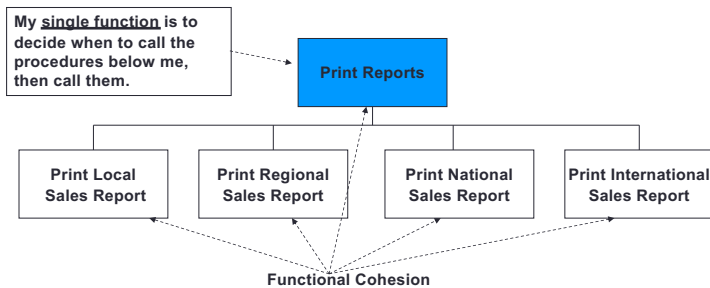 My single function is to
decide when to call the
procedures below me,
then call them.
Print Reports
Print Local
Sales Report
Print Regional
Sales Report
Print National
Sales Report
Print International
Sales Report
Functional Cohesion